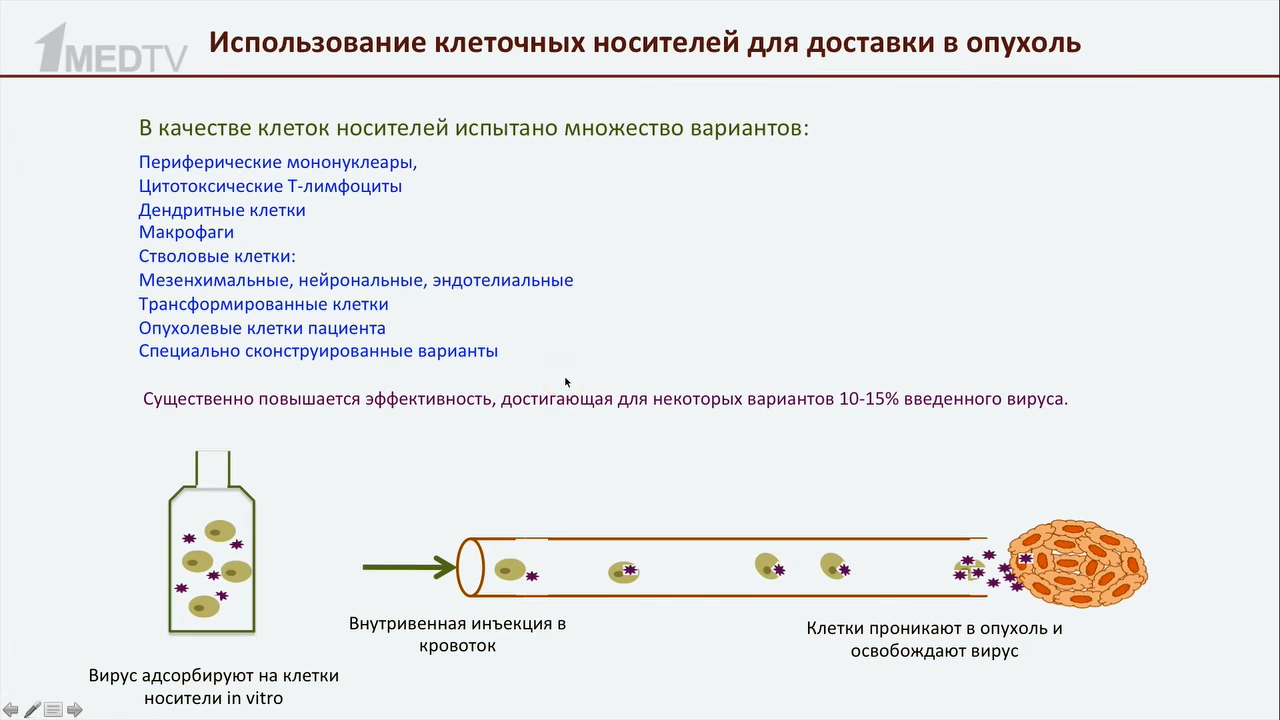 1MEDTV
Использование клеточных носителей для доставки в опухоль
В качестве клеток носителей испытано множество вариантов:
Периферические мононуклеары,
Цитотоксические Т-лимфоциты
Дендритные клетки
Макрофаги
Стволовые клетки:
Мезенхимальные, нейрональные, эндотелиальные
Трансформированные клетки
Опухолевые клетки пациента
Специально сконструированные варианты
Существенно повышается эффективность, достигающая для некоторых вариантов 10-15% введенного вируса.
Внутривенная инъекция в
кровоток
Клетки проникают в опухоль и
освобождают вирус
Вирус адсорбируют на клетки
носители in vitro